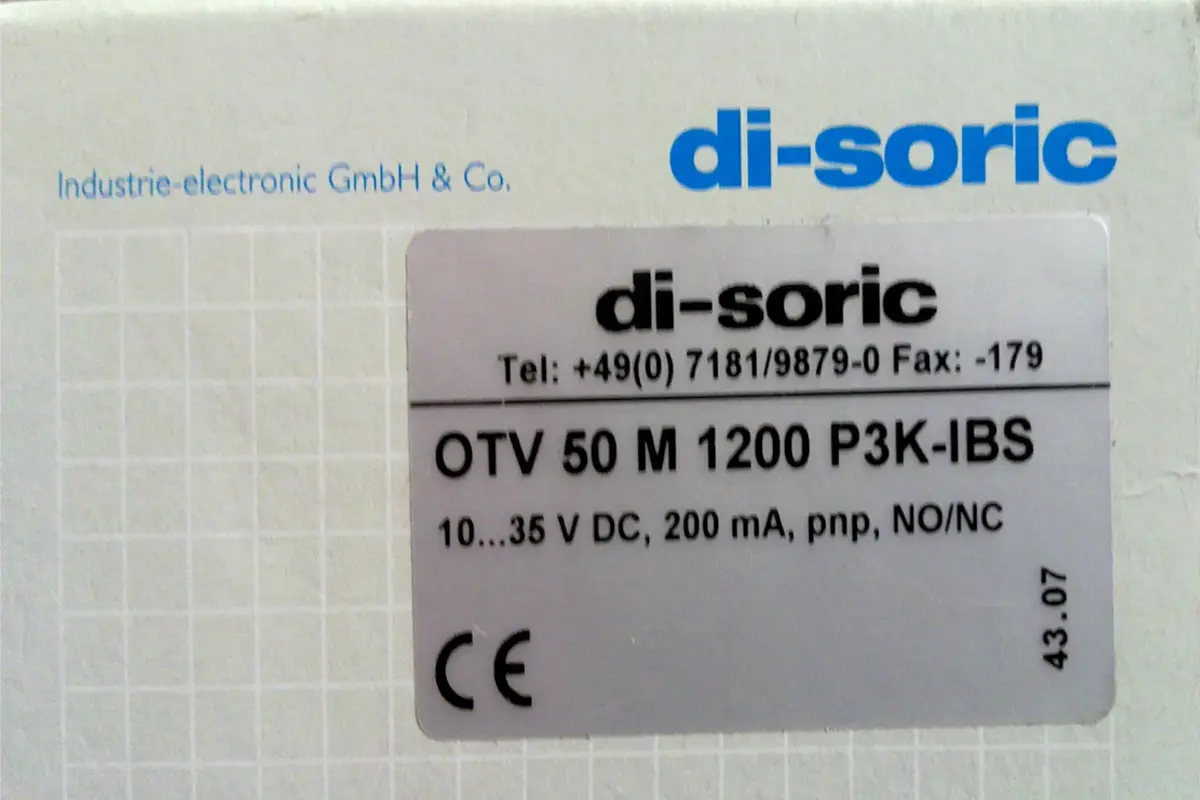 di-soric
Industrie-electronic GmbH & Co.
di-soric
Tel: +49(0) 7181/9879-0 Fax: -179
OTV 50 M 1200 P3K-IBS
10...35 V DC, 200 mA, pnp, NO/NC
43.07
CE